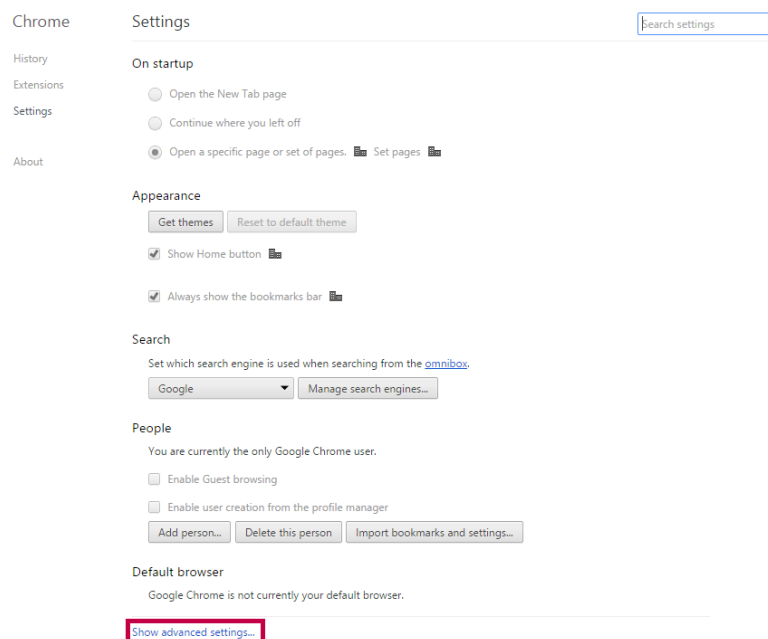 Chrome
Settings
Search settings
History
Extensions
Settings
About
On startup
Open the New Tab page
Continue where you left off
Open a specific page or set of pages. Set pages
Appearance
Get themes Reset to default theme
Show Home button
Always show the bookmarks bar
Search
Set which search engine is used when searching from the omnibox.
Google Manage search engines...
People
You are currently the only Google Chrome user.
Enable Guest browsing
Enable user creation from the profile manager
Add person... Delete this person Import bookmarks and settings...
Default browser
Google Chrome is not currently your default browser.
Show advanced settings...